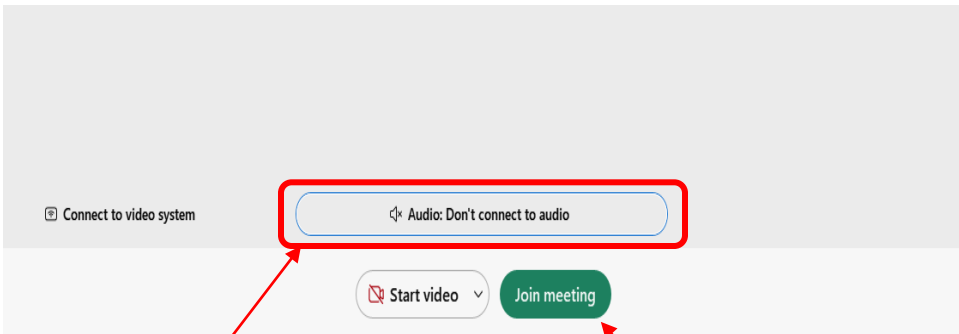 Connect to video system
Audio: Don't connect to audio
Start video
Join meeting